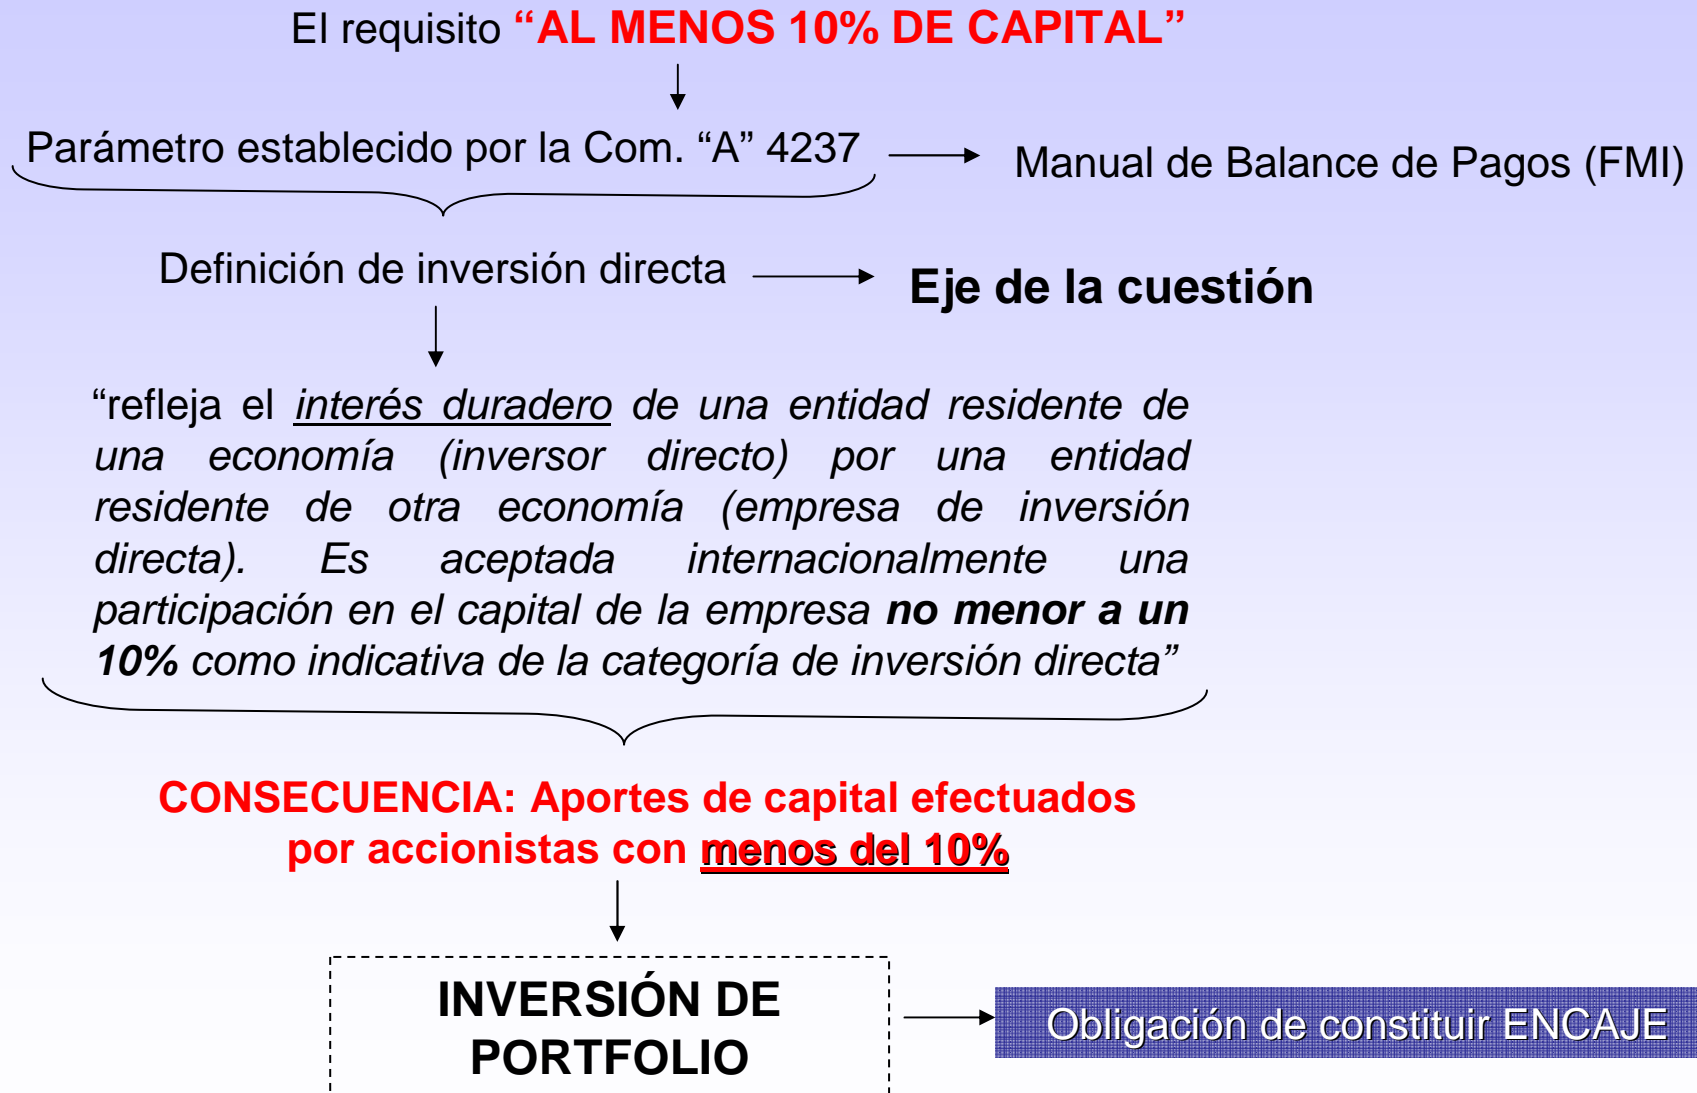 El requisito “AL MENOS 10% DE CAPITAL”
Parámetro establecido por la Com. “A” 4237
Manual de Balance de Pagos (FMI)
Definición de inversión directa
Eje de la cuestión
“refleja el interés duradero de una entidad residente de
una economía (inversor directo) por una entidad
residente de otra economía (empresa de inversión
directa). Es aceptada internacionalmente una
participación en el capital de la empresa no menor a un
10% como indicativa de la categoría de inversión directa”
CONSECUENCIA: Aportes de capital efectuados
por accionistas con menos del 10%
INVERSIÓN DE
PORTFOLIO
Obligación de constituir ENCAJE